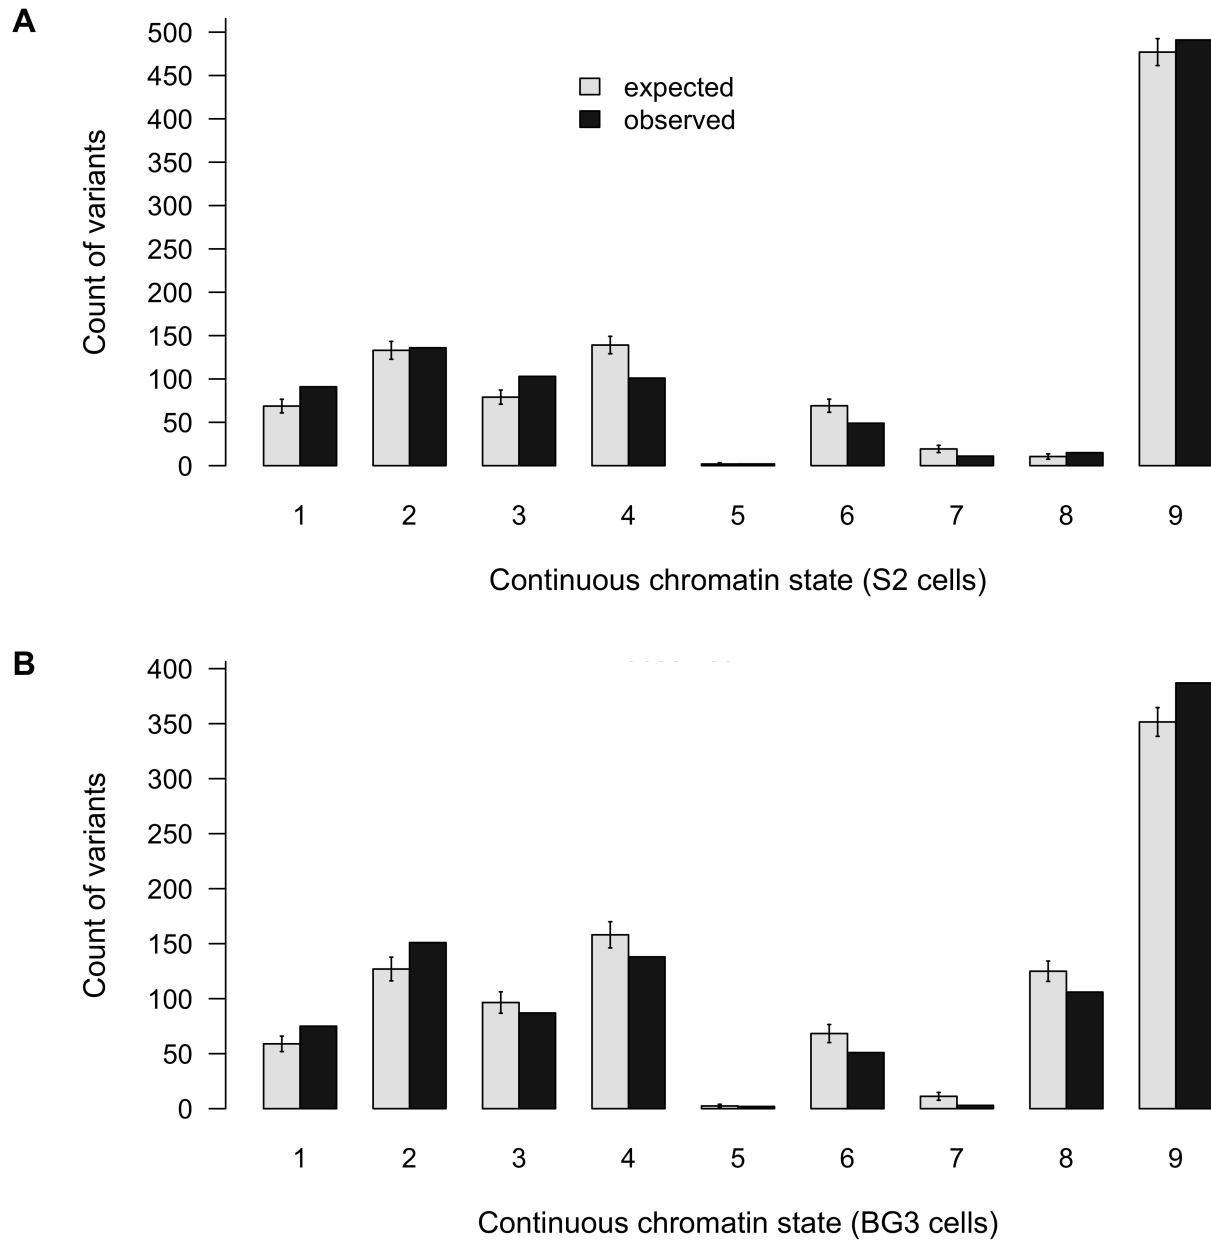 A
500
450
400
350
300
250
200
150
100
50
0
Count of variants
expected
observed
1 2 3 4 5 6 7 8 9
Continuous chromatin state (S2 cells)
B
400
350
300
250
200
150
100
50
0
Count of variants
1 2 3 4 5 6 7 8 9
Continuous chromatin state (BG3 cells)